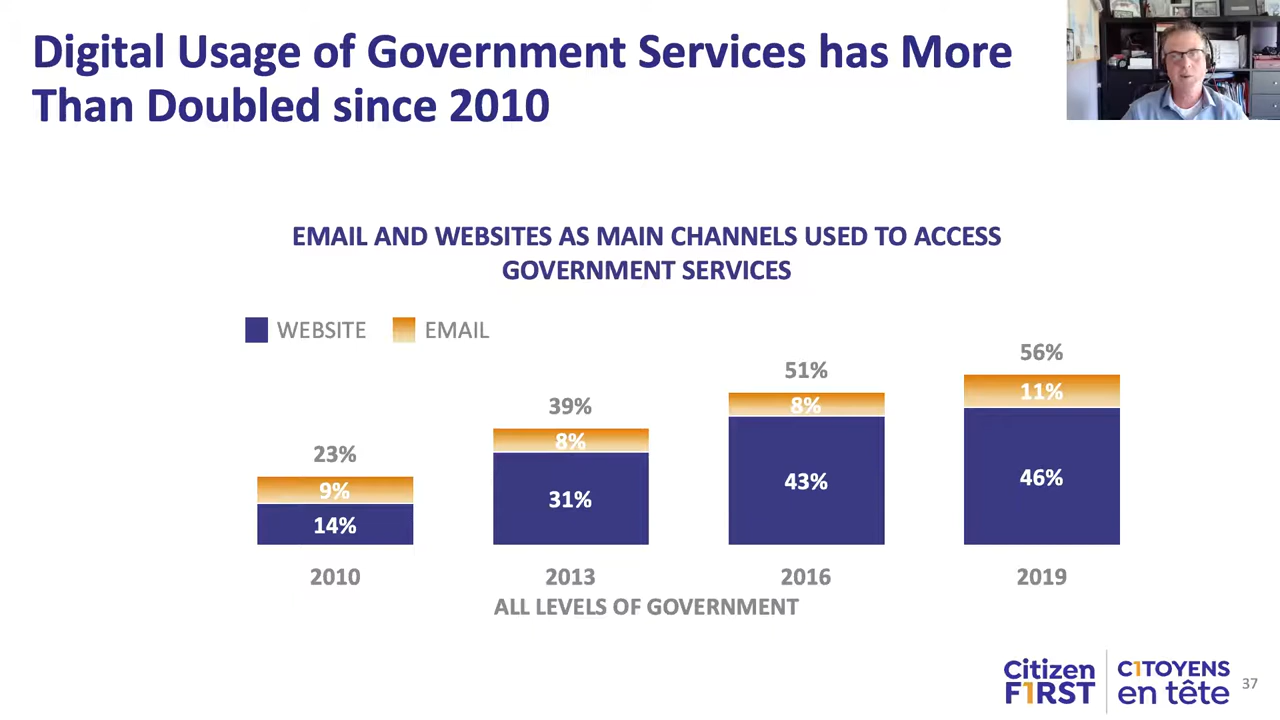 Digital Usage of Government Services has More
Than Doubled since 2010
EMAIL AND WEBSITES AS MAIN CHANNELS USED TO ACCESS
GOVERNMENT SERVICES
WEBSITE EMAIL
23%
9%
14%
2010
39%
8%
31%
2013
51%
8%
43%
2016
56%
11%
46%
2019
ALL LEVELS OF GOVERNMENT
Citizen
F1RST
C1TOYENS
en tête
37